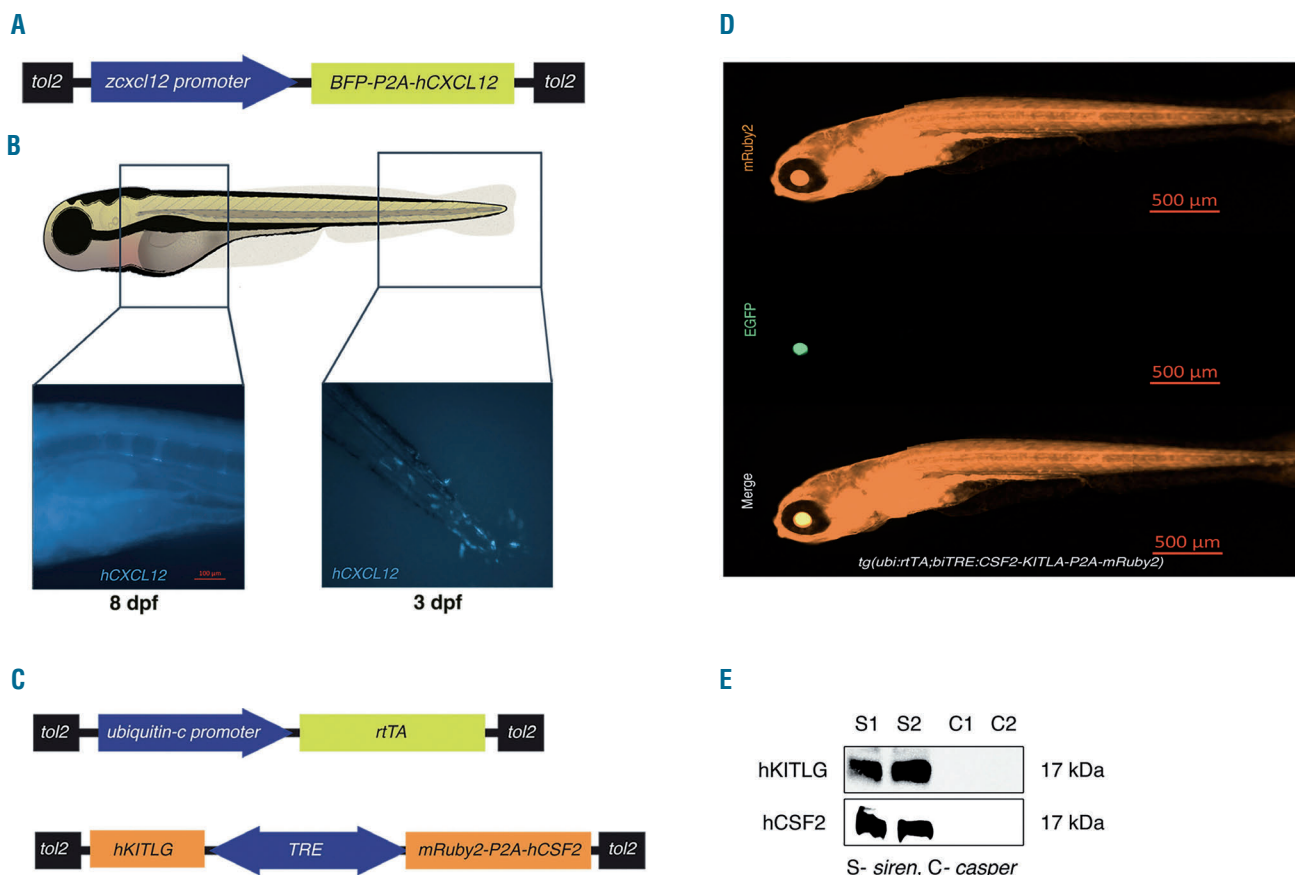 A
tol2 zcxcl12 promoter BFP-P2A-hCXCL12 tol2
B
hCXCL12 100 µm
8 dpf
hCXCL12
3 dpf
C
tol2 ubiquitin-c promoter rtTA tol2
tol2 hKITLG TRE mRuby2-P2A-hCSF2 tol2
D
mRuby2
500 µm
EGFP
500 µm
Merge
500 µm
tg(ubi:rtTA;biTRE:CSF2-KITLA-P2A-mRuby2)
E
S1 S2 C1 C2
hKITLG 17 kDa
hCSF2 17 kDa
S- siren, C- casper